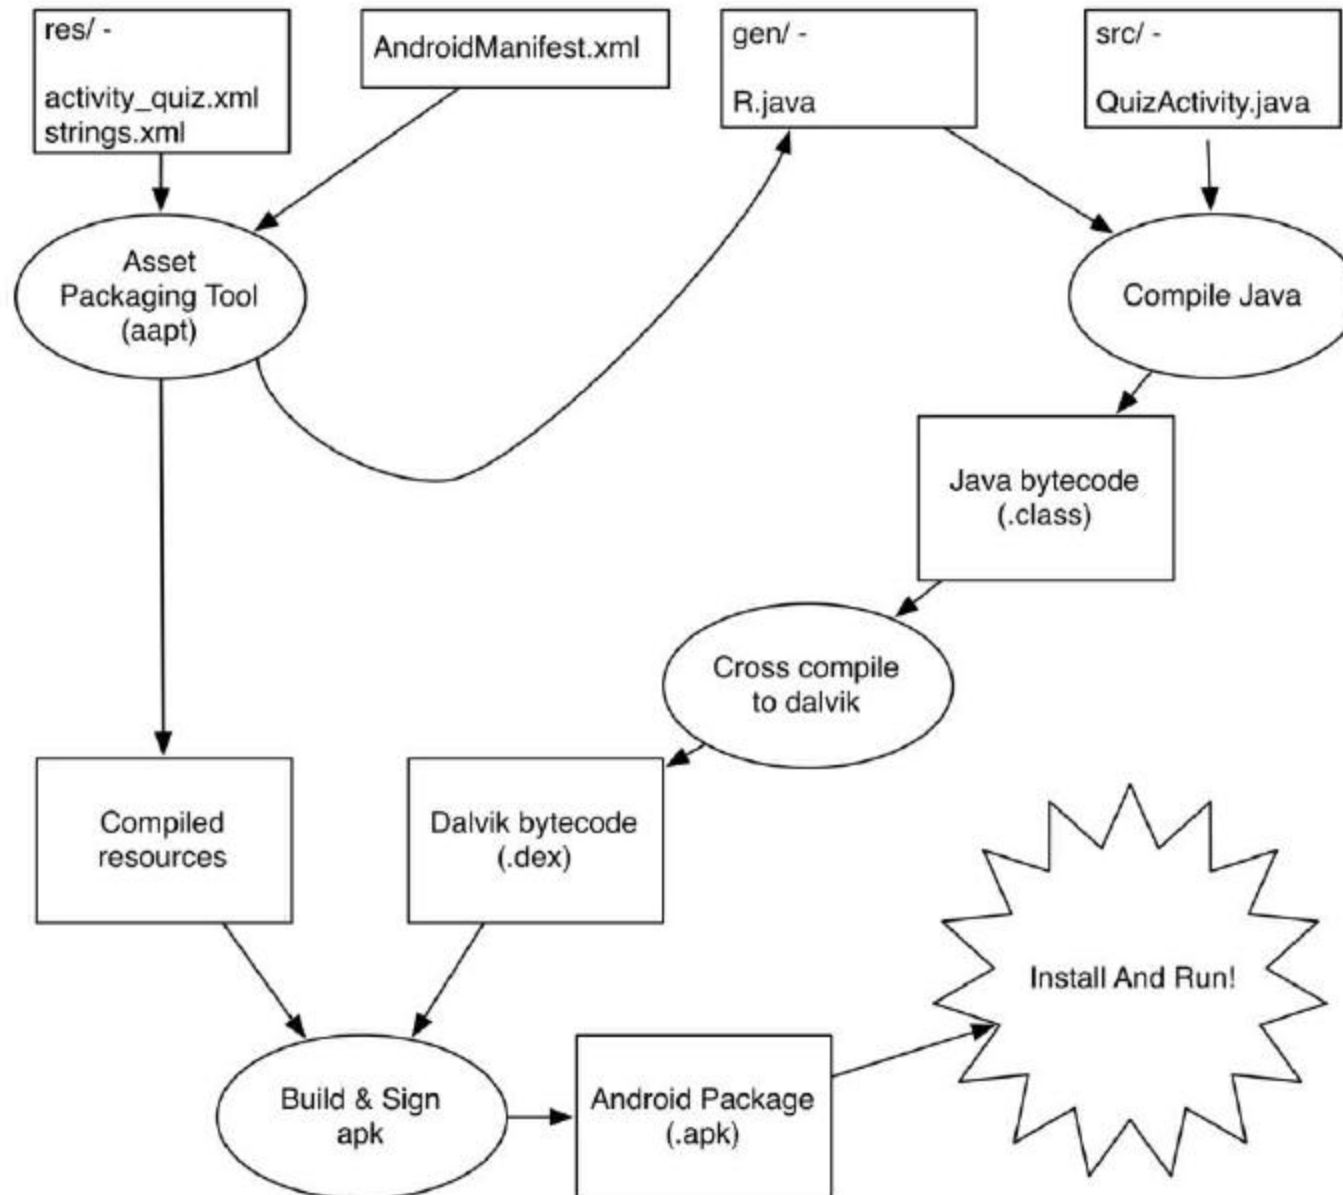 res/ -
activity_quiz.xml
strings.xml
AndroidManifest.xml
gen/ -
R.java
src/ -
QuizActivity.java
Asset
Packaging Tool
(aapt)
Compile Java
Java bytecode
(.class)
Cross compile
to dalvik
Compiled
resources
Dalvik bytecode
(.dex)
Install And Run!
Build & Sign
apk
Android Package
(.apk)